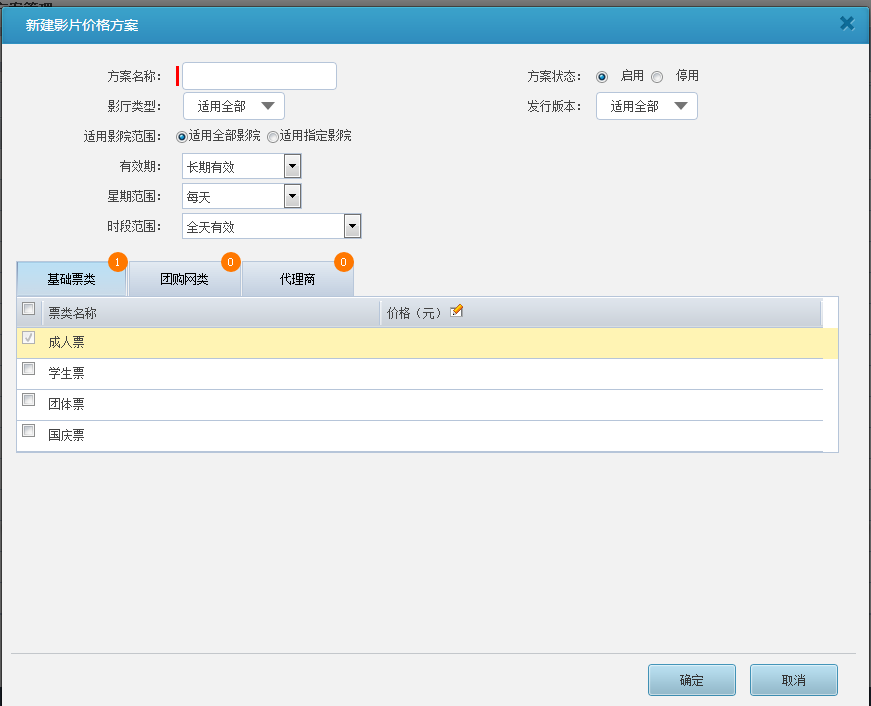 新建影片价格方案
方案名称： 方案状态： 启用 停用
影厅类型： 适用全部 发行版本： 适用全部
适用影院范围： 适用全部影院 适用指定影院
有效期： 长期有效
星期范围： 每天
时段范围： 全天有效
基础票类 1 团购网类 0 代理商 0
票类名称 价格（元）
成人票
学生票
团体票
国庆票
确定 取消